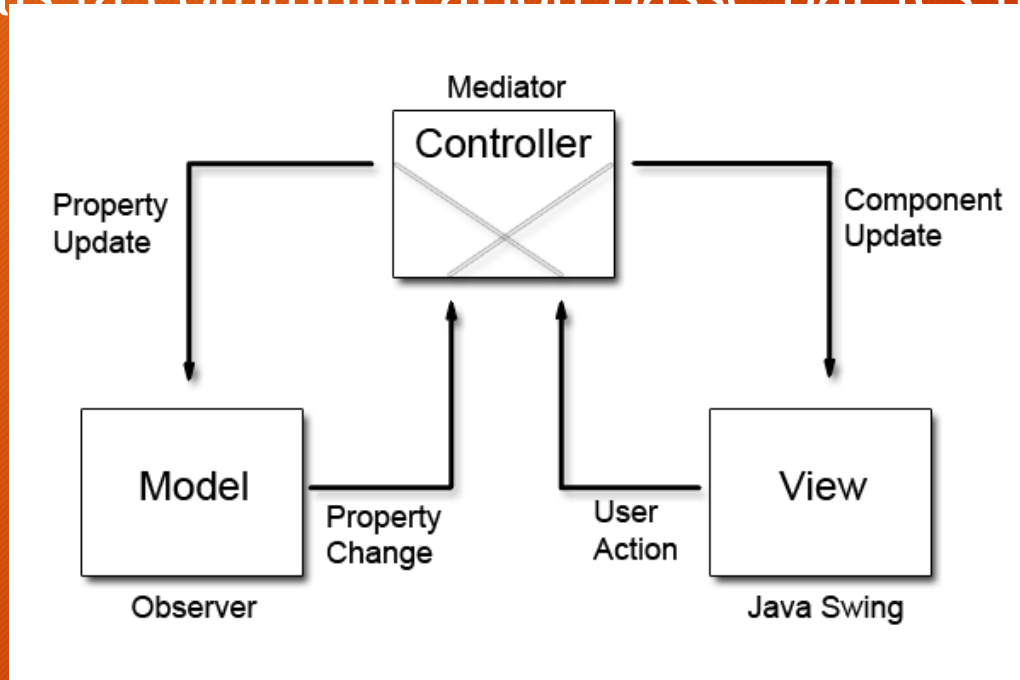 Mediator
Controller
Property
Update
Component
Update
Model
Property
Change
User
Action
View
Observer
Java Swing